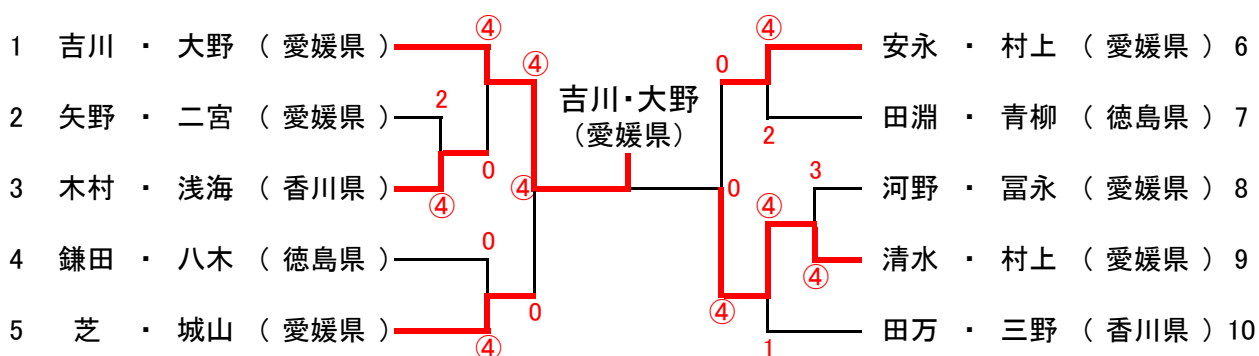 1 吉川 ・ 大野 ( 愛媛県 )
2 矢野 ・ 二宮 ( 愛媛県 )
3 木村 ・ 浅海 ( 香川県 )
4 鎌田 ・ 八木 ( 徳島県 )
5 芝 ・ 城山 ( 愛媛県 )
④
2
④
0
0
④
④
④
0
0
吉川・大野
(愛媛県)
④
0
2
3
0
④
④
④
1
安永 ・ 村上 ( 愛媛県 ) 6
田淵 ・ 青柳 ( 徳島県 ) 7
河野 ・ 冨永 ( 愛媛県 ) 8
清水 ・ 村上 ( 愛媛県 ) 9
田万 ・ 三野 ( 香川県 ) 10